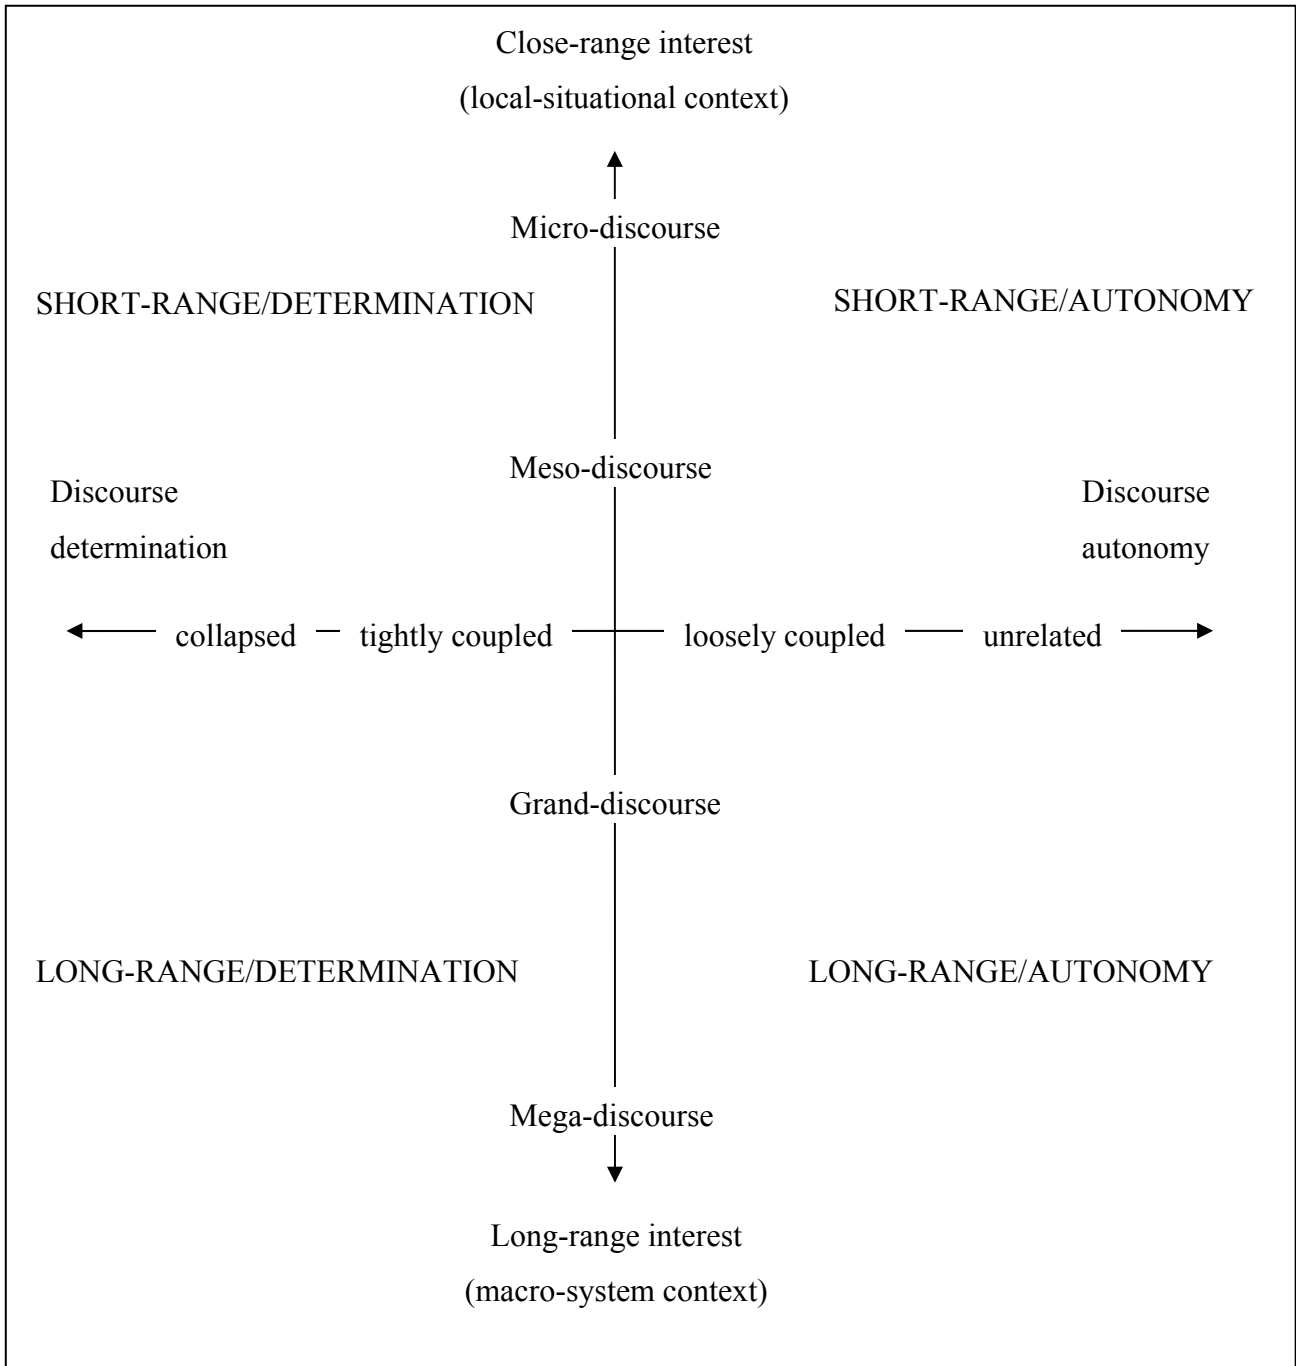 Close-range interest
(local-situational context)
Micro-discourse
SHORT-RANGE/DETERMINATION
SHORT-RANGE/AUTONOMY
Meso-discourse
Discourse
determination
Discourse
autonomy
collapsed
tightly coupled
loosely coupled
unrelated
Grand-discourse
LONG-RANGE/DETERMINATION
LONG-RANGE/AUTONOMY
Mega-discourse
Long-range interest
(macro-system context)